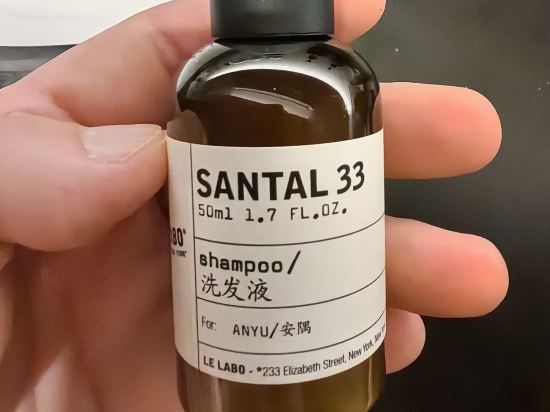 SANTAL 33
50ml 1.7 FL.OZ.
shampoo/
洗发液
For: ANYU/安隅
LE LABO - *233 Elizabeth Street, New York, New